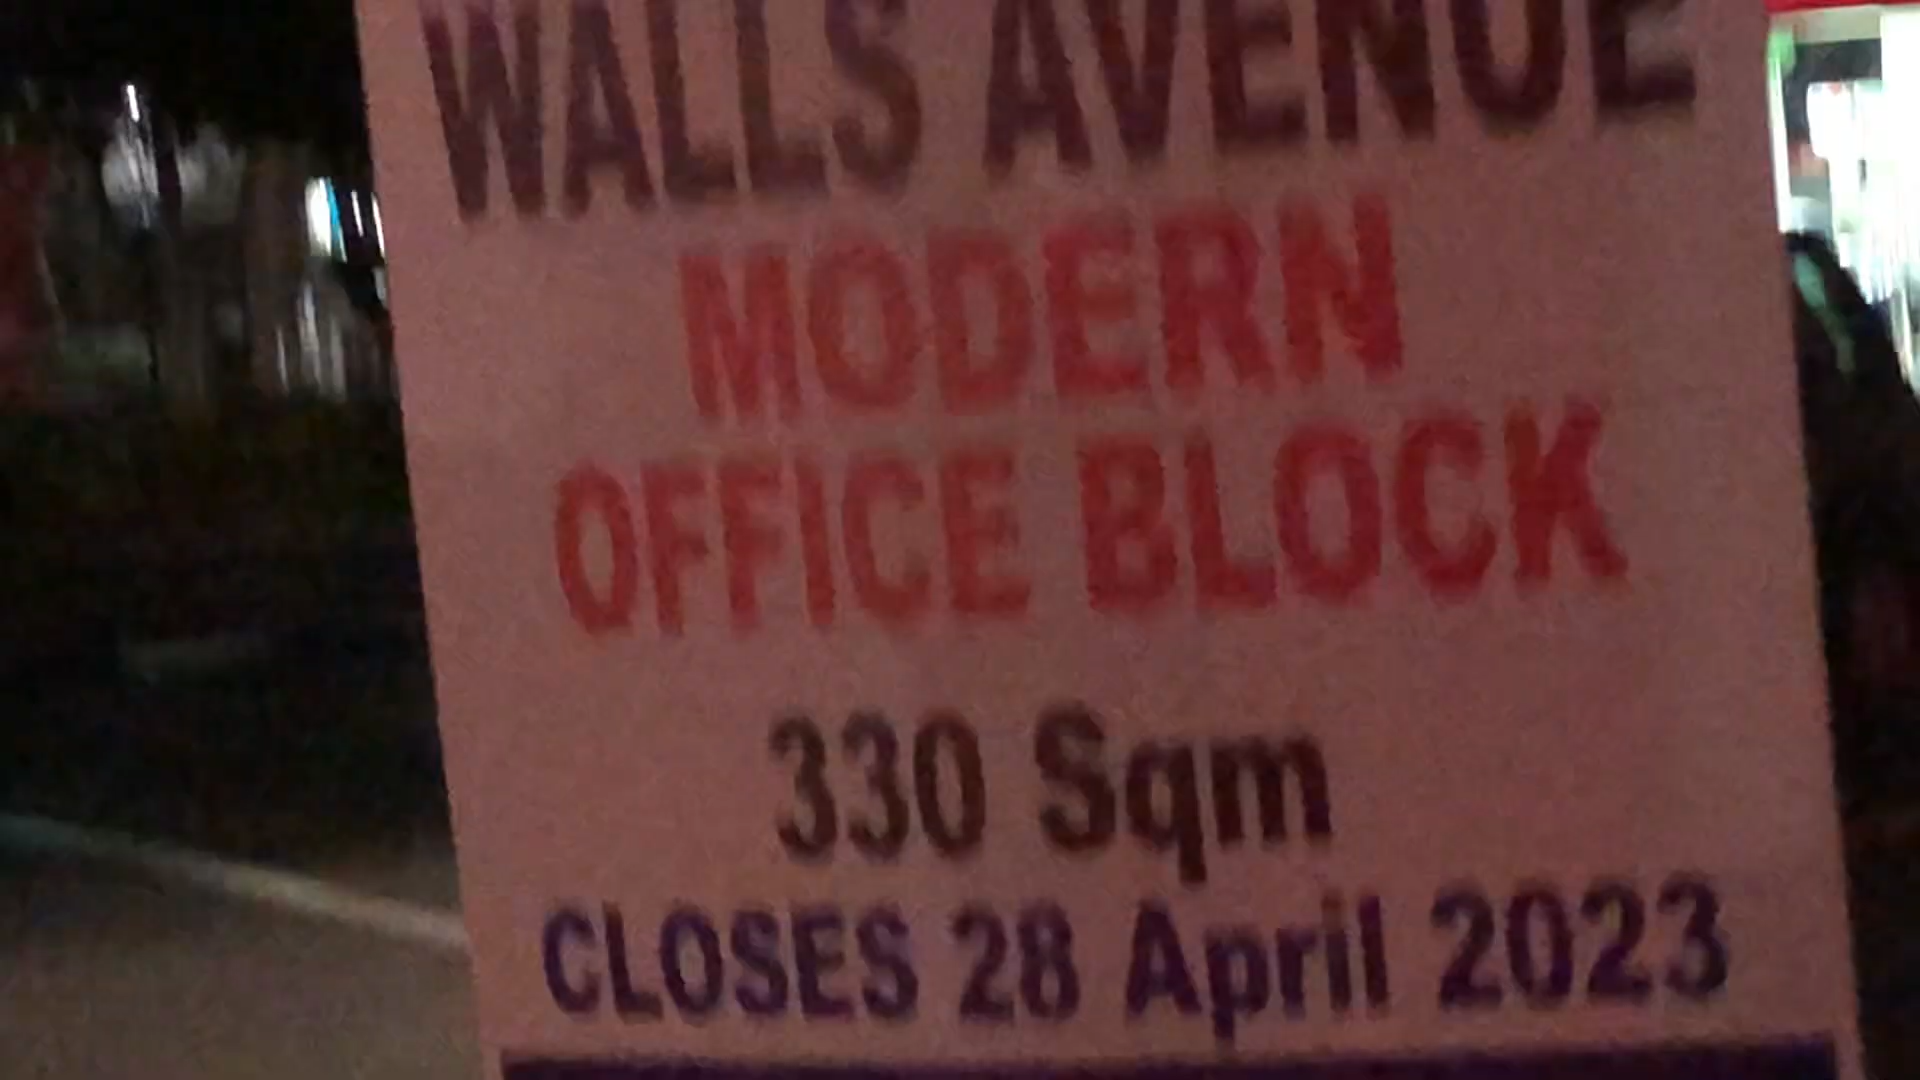 WALLS AVENUE
MODERN
OFFICE BLOCK
330 Sqm
CLOSES 28 April 2023